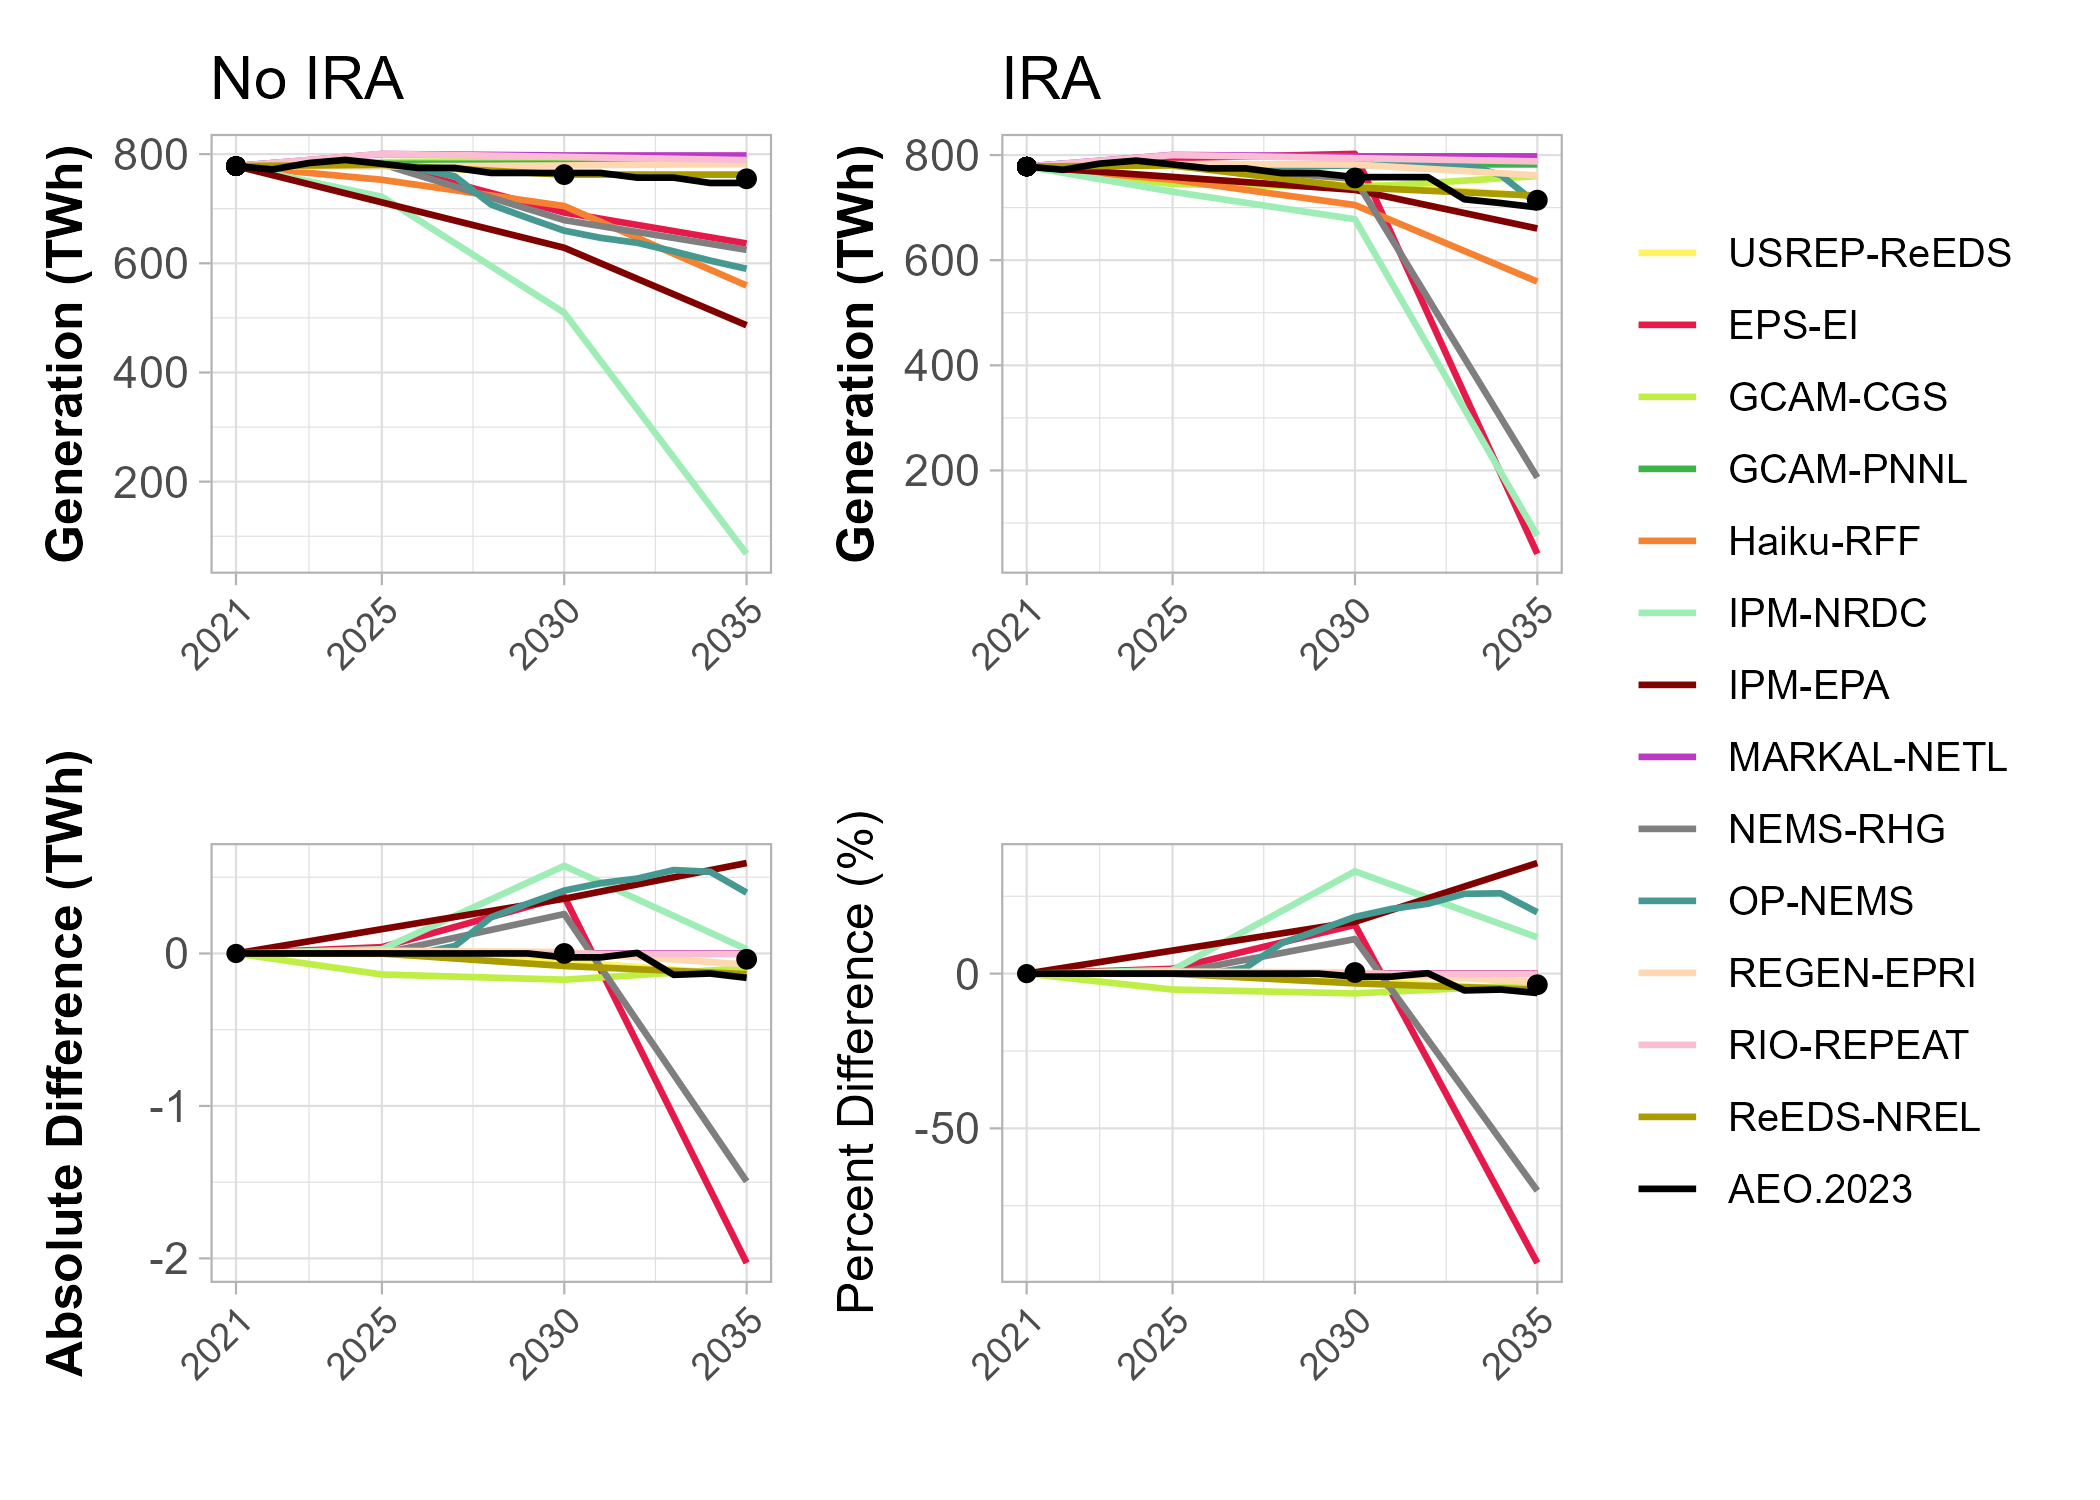 No IRA
IRA
Generation (TWh)
800
600
400
200
2021
2025
2030
2035
Generation (TWh)
800
600
400
200
2021
2025
2030
2035
Absolute Difference (TWh)
0
-1
-2
2021
2025
2030
2035
Percent Difference (%)
0
-50
2021
2025
2030
2035
USREP-ReEDS
EPS-EI
GCAM-CGS
GCAM-PNNL
Haiku-RFF
IPM-NRDC
IPM-EPA
MARKAL-NETL
NEMS-RHG
OP-NEMS
REGEN-EPRI
RIO-REPEAT
ReEDS-NREL
AEO.2023